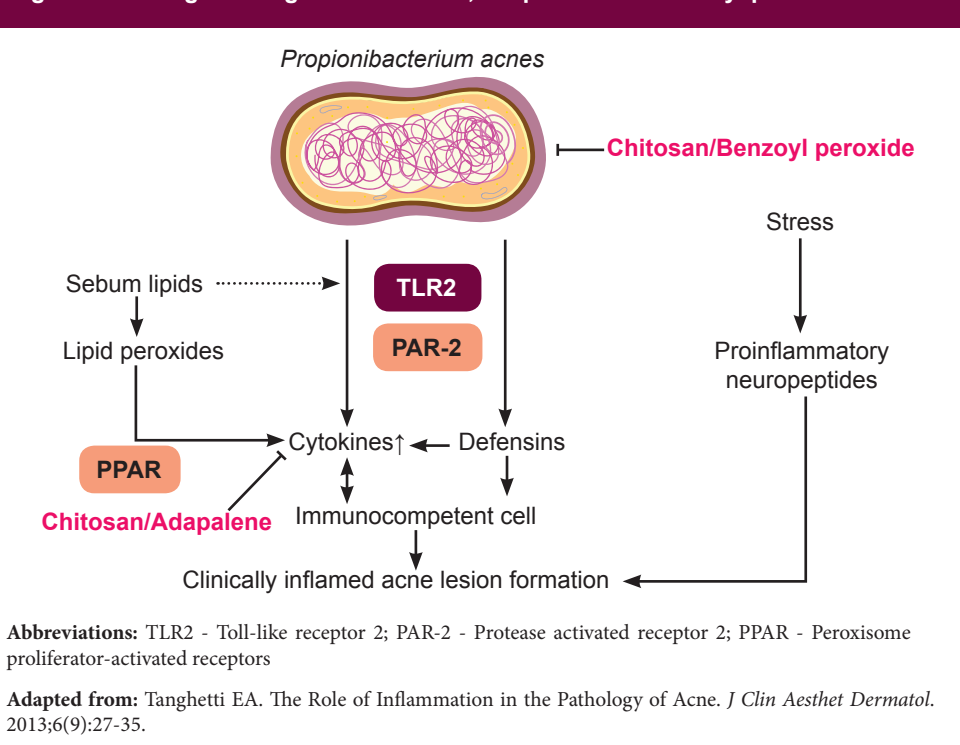 Propionibacterium acnes
Chitosan/Benzoyl peroxide
Stress
Sebum lipids
TLR2
PAR-2
Lipid peroxides
Proinflammatory
neuropeptides
Cytokines↑
Defensins
PPAR
Chitosan/Adapalene
Immunocompetent cell
Clinically inflamed acne lesion formation
Abbreviations: TLR2 - Toll-like receptor 2; PAR-2 - Protease activated receptor 2; PPAR - Peroxisome
proliferator-activated receptors
Adapted from: Tanghetti EA. The Role of Inflammation in the Pathology of Acne. J Clin Aesthet Dermatol.
2013;6(9):27-35.